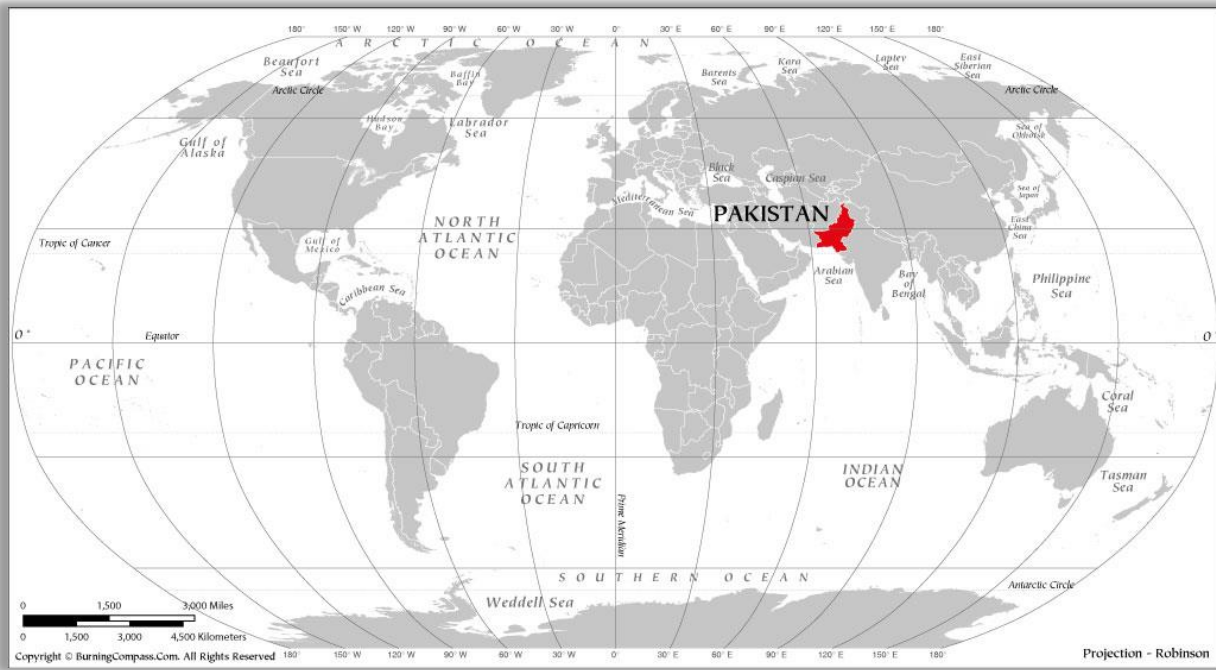 180° 150° W 120° W 90° W 60° W 30° W 0° 30° E 60° E 90° E 120° E 150° E 180°
ARCTIC OCEAN
Beaufort
Sea
Baffin
Bay
Barents
Sea
Kara
Sea
Laptev
Sea
East
Siberian
Sea
Arctic Circle
Arctic Circle
Hudson
Bay
Labrador
Sea
Gulf of
Alaska
Sea of
Okhotsk
Black
Sea
Caspian Sea
Sea of
Japan
Mediterranean Sea
PAKISTAN
NORTH
ATLANTIC
OCEAN
East
China
Sea
Tropic of Cancer
Gulf of
Mexico
Arabian
Sea
Bay
of
Bengal
Philippine
Sea
Caribbean Sea
0°
Equator
0°
PACIFIC
OCEAN
Coral
Sea
Tropic of Capricorn
SOUTH
ATLANTIC
OCEAN
INDIAN
OCEAN
Tasman
Sea
Prime Meridian
SOUTHERN OCEAN
Antarctic Circle
Weddell Sea
0 1,500 3,000 Miles
0 1,500 3,000 4,500 Kilometers
Copyright © BurningCompass.Com. All Rights Reserved
180° 150° W 120° W 90° W 60° W 30° W 0° 30° E 60° E 90° E 120° E 150° E 180°
Projection - Robinson